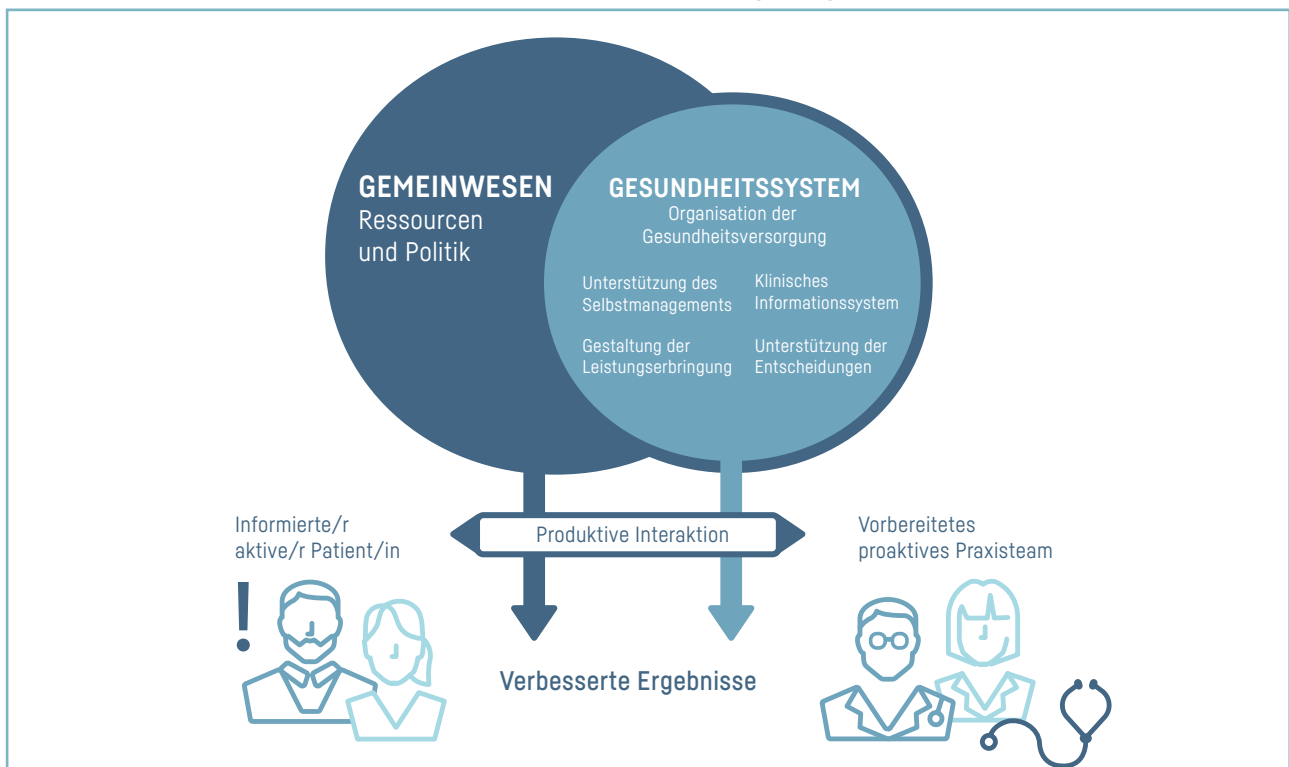 GEMEINWESEN
Ressourcen
und Politik
GESUNDHEITSSYSTEM
Organisation der
Gesundheitsversorgung
Unterstützung des
Selbstmanagements
Klinisches
Informationssystem
Gestaltung der
Leistungserbringung
Unterstützung der
Entscheidungen
Informierte/r
aktive/r Patient/in
Produktive Interaktion
Vorbereitetes
proaktives Praxisteam
!
Verbesserte Ergebnisse